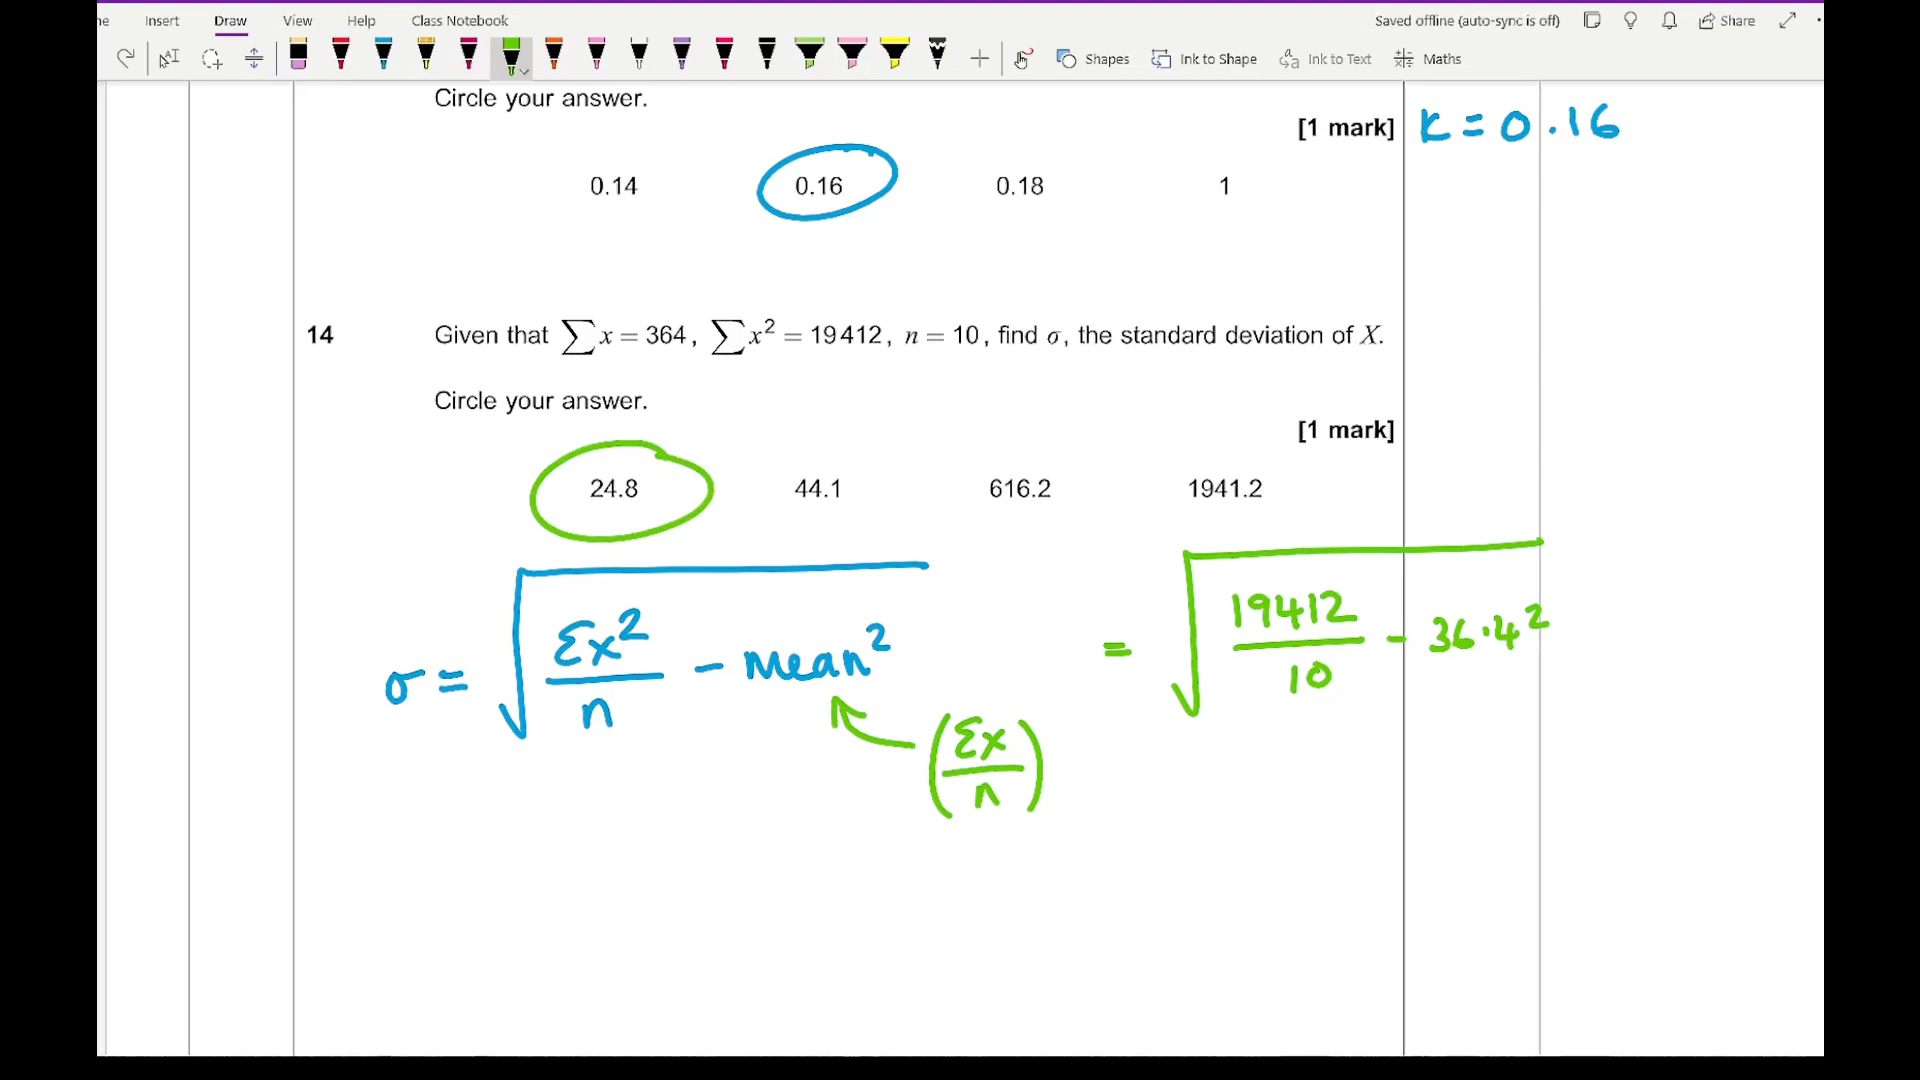 Insert Draw View Help Class Notebook Saved offline (auto-sync is off) Share
Shapes Ink to Shape Ink to Text Maths
Circle your answer.
[1 mark] K = 0.16
0.14 0.16 0.18 1
14 Given that ∑x = 364, ∑x² = 19412, n = 10, find σ, the standard deviation of X.
Circle your answer.
[1 mark]
24.8 44.1 616.2 1941.2
σ = √(Σx²/n - mean²) = √(19412/10 - 36.4²)
(Σx/n)